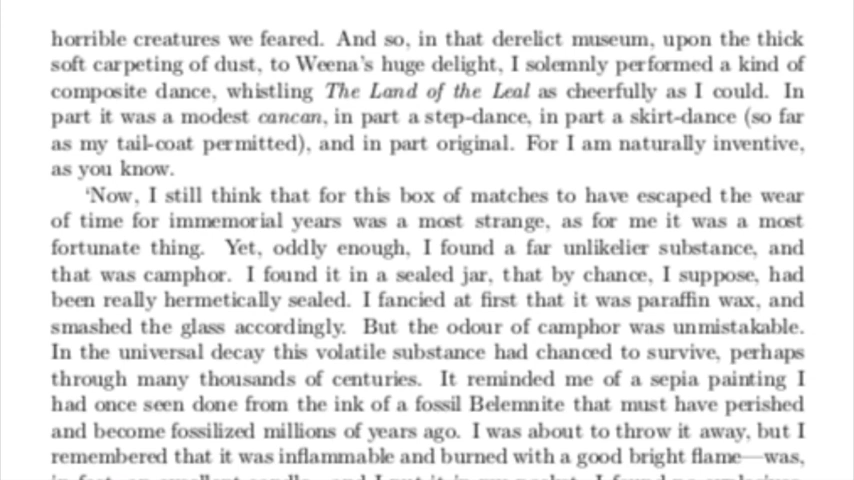 horrible creatures we feared. And so, in that derelict museum, upon the thick
soft carpeting of dust, to Weena's huge delight, I solemnly performed a kind of
composite dance, whistling The Land of the Leal as cheerfully as I could. In
part it was a modest cancan, in part a step-dance, in part a skirt-dance (so far
as my tail-coat permitted), and in part original. For I am naturally inventive,
as you know.
‘Now, I still think that for this box of matches to have escaped the wear
of time for immemorial years was a most strange, as for me it was a most
fortunate thing. Yet, oddly enough, I found a far unlikelier substance, and
that was camphor. I found it in a sealed jar, that by chance, I suppose, had
been really hermetically sealed. I fancied at first that it was paraffin wax, and
smashed the glass accordingly. But the odour of camphor was unmistakable.
In the universal decay this volatile substance had chanced to survive, perhaps
through many thousands of centuries. It reminded me of a sepia painting I
had once seen done from the ink of a fossil Belemnite that must have perished
and become fossilized millions of years ago. I was about to throw it away, but I
remembered that it was inflammable and burned with a good bright flame—was,